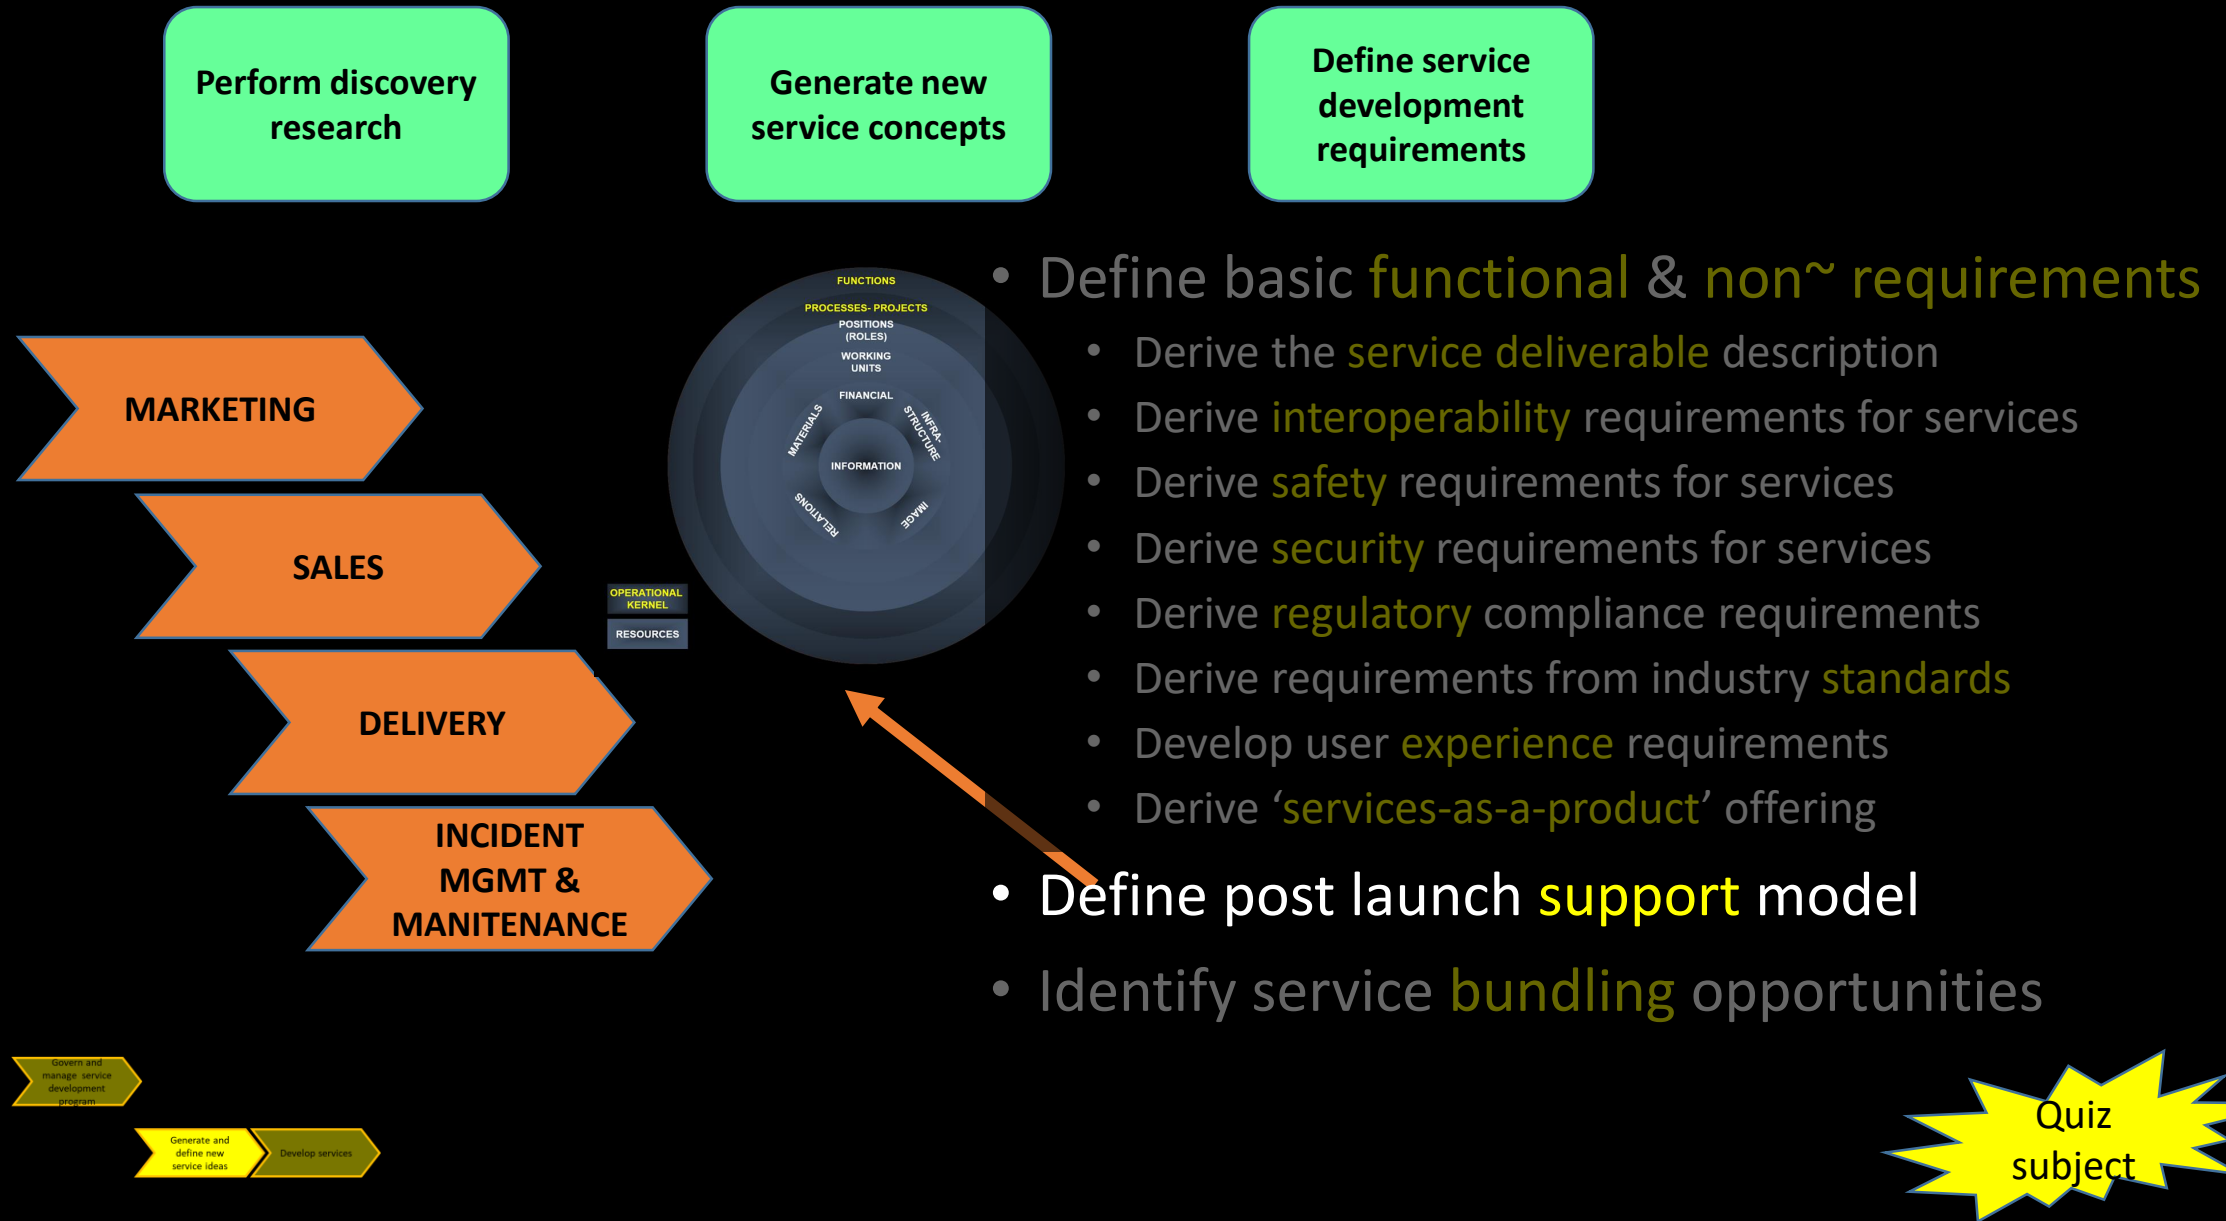 Perform discovery
research
Generate new
service concepts
Define service
development
requirements
MARKETING
SALES
DELIVERY
INCIDENT
MGMT &
MANITENANCE
FUNCTIONS
PROCESSES- PROJECTS
POSITIONS
(ROLES)
WORKING
UNITS
FINANCIAL
MATERIALS
INFRA-
STRUCTURE
INFORMATION
RELATIONS
IMAGE
OPERATIONAL
KERNEL
RESOURCES
• Define basic functional & non~ requirements
• Derive the service deliverable description
• Derive interoperability requirements for services
• Derive safety requirements for services
• Derive security requirements for services
• Derive regulatory compliance requirements
• Derive requirements from industry standards
• Develop user experience requirements
• Derive ‘services-as-a-product’ offering
• Define post launch support model
• Identify service bundling opportunities
Govern and
manage service
development
program
Generate and
define new
service ideas
Develop services
Quiz
subject